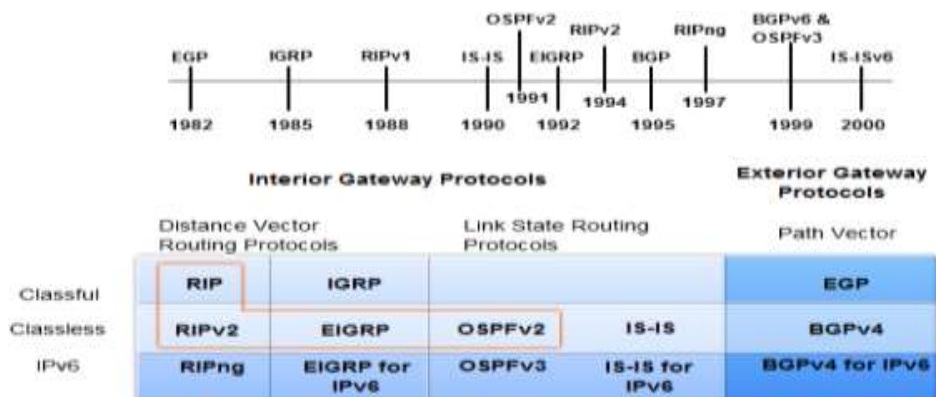 OSPFv2 BGPv6 &
RIPv2 RIPng OSPFv3
EGP IGRP RIPv1 IS-IS EIGRP BGP IS-ISv6
1991 1994 1997
1982 1985 1988 1990 1992 1995 1999 2000
Interior Gateway Protocols
Exterior Gateway
Protocols
Distance Vector
Routing Protocols
Link State Routing
Protocols
Path Vector
Classful RIP IGRP EGP
Classless RIPv2 EIGRP OSPFv2 IS-IS BGPv4
IPv6 RIPng EIGRP for OSPFv3 IS-IS for BGPv4 for IPv6
IPv6 IPv6